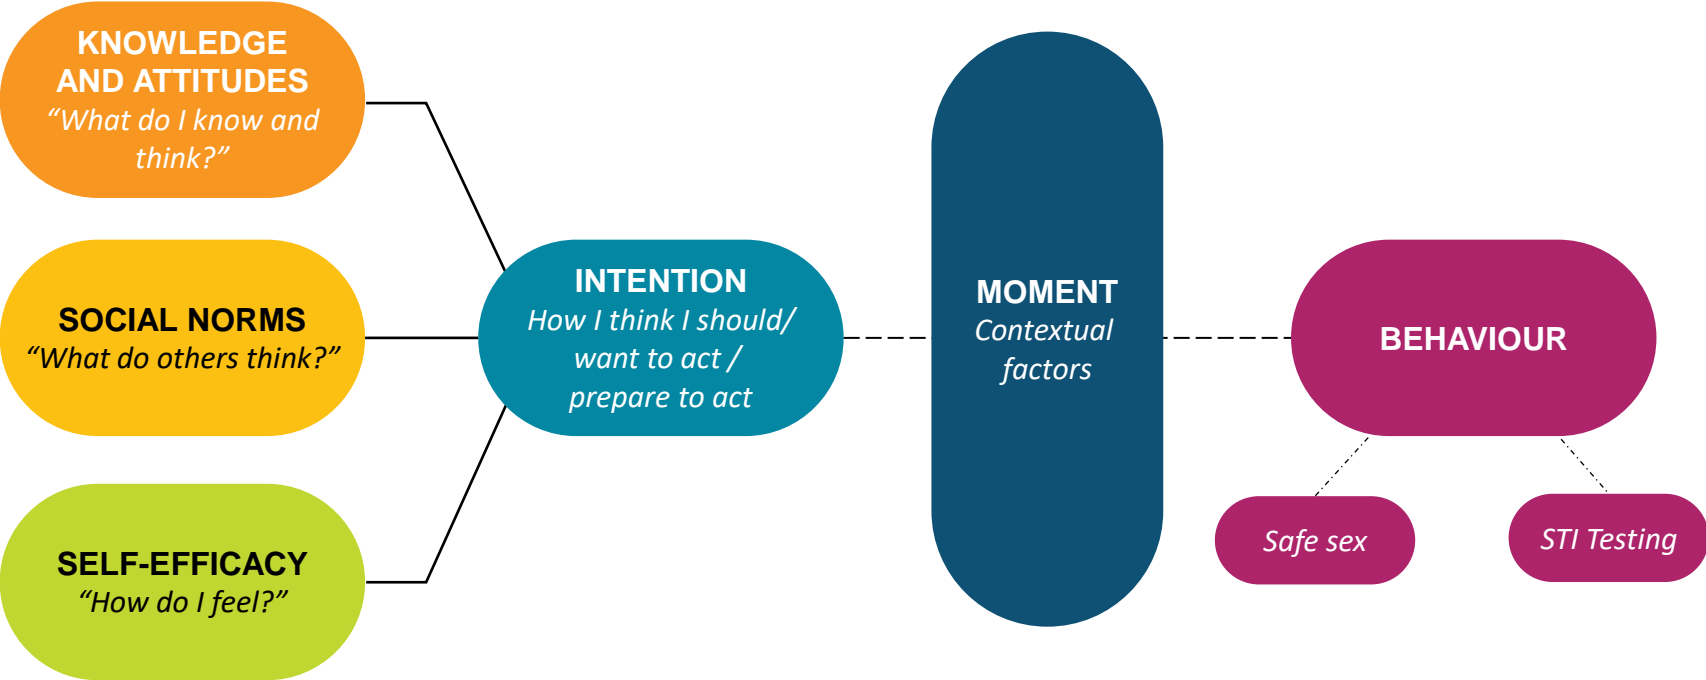 KNOWLEDGE
AND ATTITUDES
“What do I know and
think?”
SOCIAL NORMS
“What do others think?”
SELF-EFFICACY
“How do I feel?”
INTENTION
How I think I should/
want to act /
prepare to act
MOMENT
Contextual
factors
BEHAVIOUR
Safe sex
STI Testing